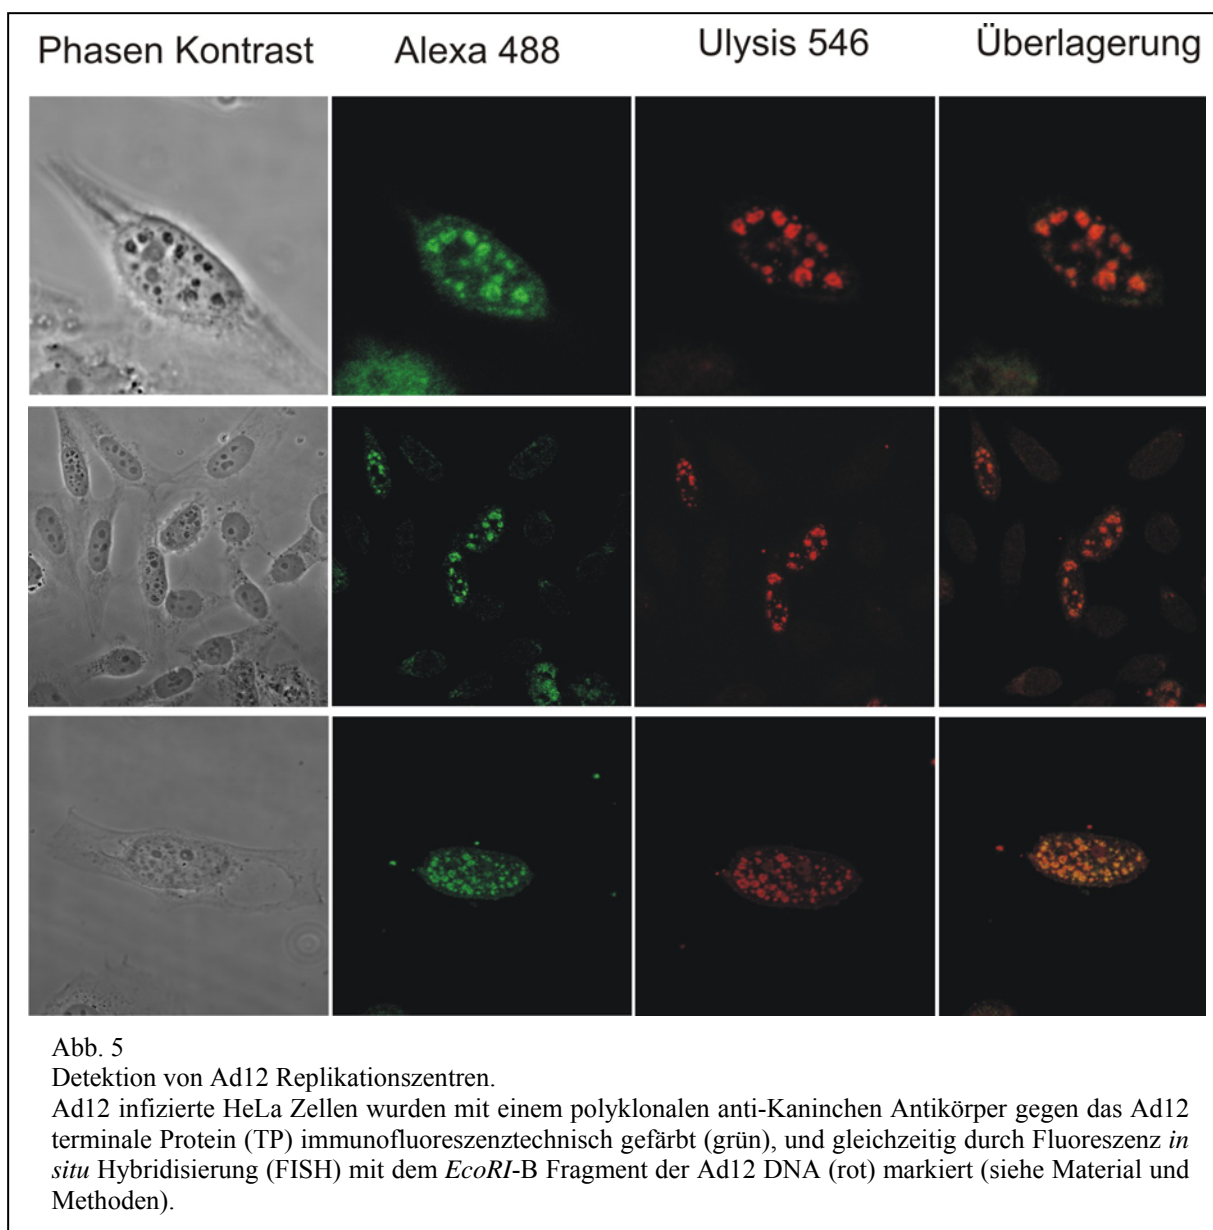 Phasen Kontrast Alexa 488 Ulysis 546 Überlagerung
Abb. 5
Detektion von Ad12 Replikationszentren.
Ad12 infizierte HeLa Zellen wurden mit einem polyklonalen anti-Kaninchen Antikörper gegen das Ad12
terminale Protein (TP) immunofluoreszenztechnisch gefärbt (grün), und gleichzeitig durch Fluoreszenz in
situ Hybridisierung (FISH) mit dem EcoRI-B Fragment der Ad12 DNA (rot) markiert (siehe Material und
Methoden).